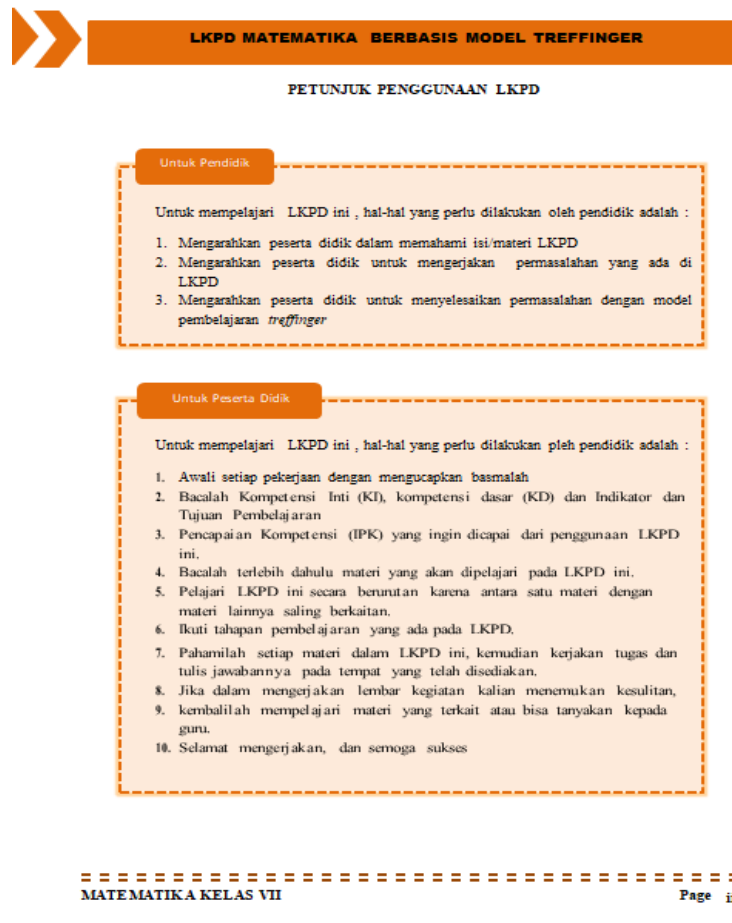 LKPD MATEMATIKA BERBASIS MODEL TREFFINGER
PETUNJUK PENGGUNAAN LKPD
Untuk Pendidik
Untuk mempelajari LKPD ini , hal-hal yang perlu dilakukan oleh pendidik adalah :
1. Mengarahkan peserta didik dalam memahami isi/materi LKPD
2. Mengarahkan peserta didik untuk mengerjakan permasalahan yang ada di
LKPD
3. Mengarahkan peserta didik untuk menyelesaikan permasalahan dengan model
pembelajaran treffinger
Untuk Peserta Didik
Untuk mempelajari LKPD ini , hal-hal yang perlu dilakukan pleh pendidik adalah :
1. Awali setiap pekerjaan dengan mengucapkan basmalah
2. Bacalah Kompetensi Inti (KI), kompetensi dasar (KD) dan Indikator dan
Tujuan Pembelajaran
3. Pencapaian Kompetensi (IPK) yang ingin dicapai dari penggunaan LKPD
ini.
4. Bacalah terlebih dahulu materi yang akan dipelajari pada LKPD ini.
5. Pelajari LKPD ini secara berurutan karena antara satu materi dengan
materi lainnya saling berkaitan.
6. Ikuti tahapan pembelajaran yang ada pada LKPD.
7. Pahamilah setiap materi dalam LKPD ini, kemudian kerjakan tugas dan
tulis jawabannya pada tempat yang telah disediakan.
8. Jika dalam mengerjakan lembar kegiatan kalian menemukan kesulitan,
9. kembalilah mempelajari materi yang terkait atau bisa tanyakan kepada
guru.
10. Selamat mengerjakan, dan semoga sukses
MATEMATIKA KELAS VII
Page